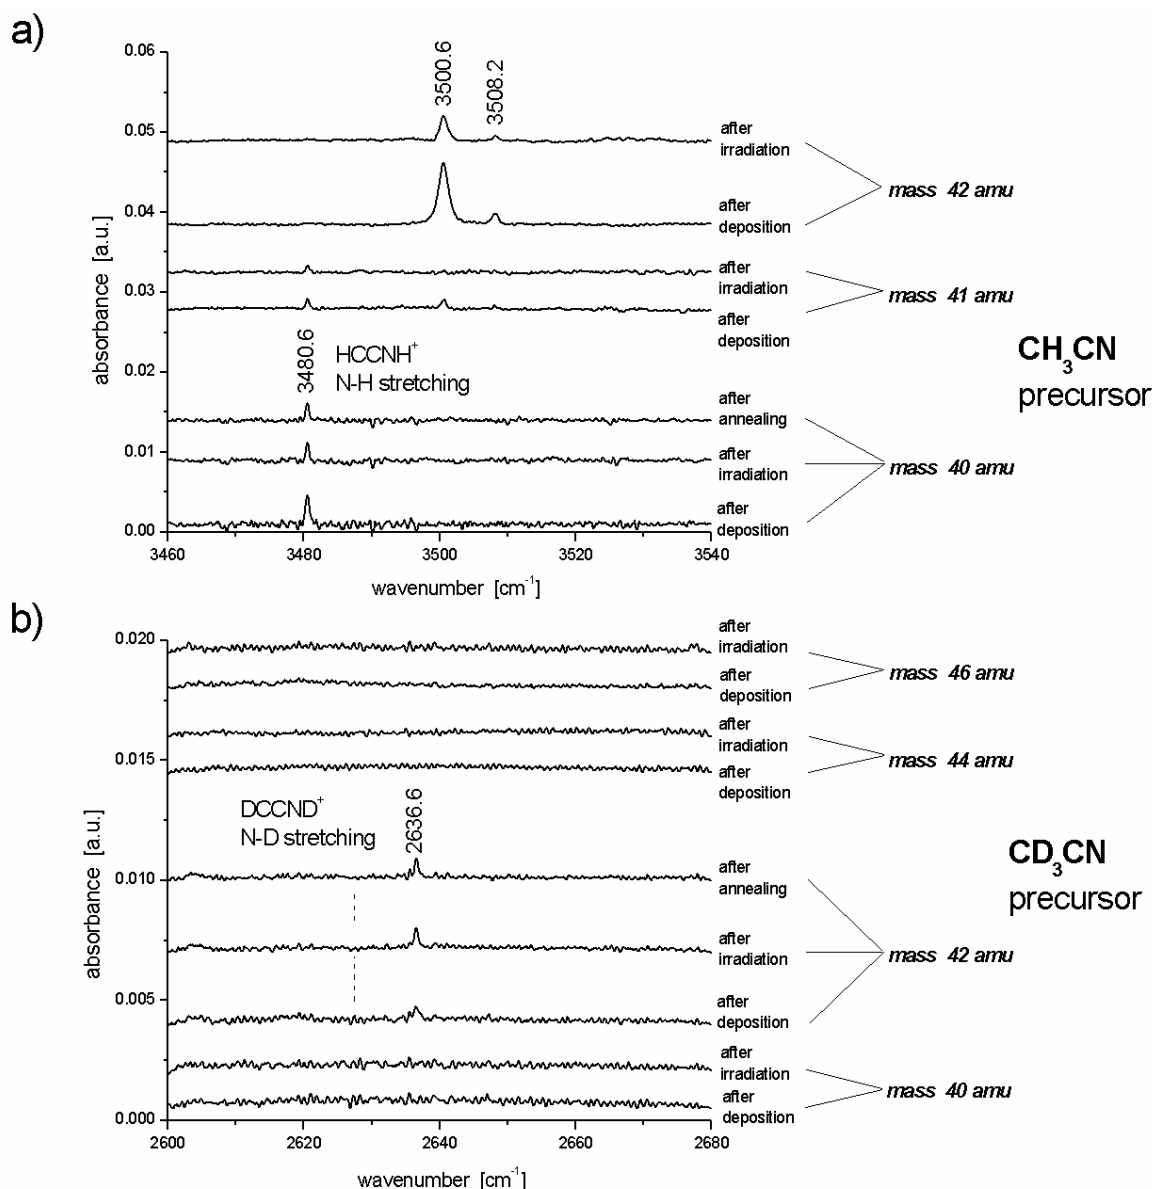 a)
0.06
0.05
0.04
0.03
0.02
0.01
0.00
absorbance [a.u.]
3500.6
3508.2
after
irradiation
after
deposition
mass 42 amu
after
irradiation
after
deposition
mass 41 amu
3480.6
HCCNH+
N-H stretching
after
annealing
after
irradiation
after
deposition
mass 40 amu
CH3CN
precursor
3460
3480
3500
3520
3540
wavenumber [cm-1]
b)
0.020
0.015
0.010
0.005
0.000
absorbance [a.u.]
after
irradiation
after
deposition
mass 46 amu
after
irradiation
after
deposition
mass 44 amu
DCCND+
N-D stretching
2636.6
after
annealing
after
irradiation
after
deposition
mass 42 amu
after
irradiation
after
deposition
mass 40 amu
CD3CN
precursor
2600
2620
2640
2660
2680
wavenumber [cm-1]